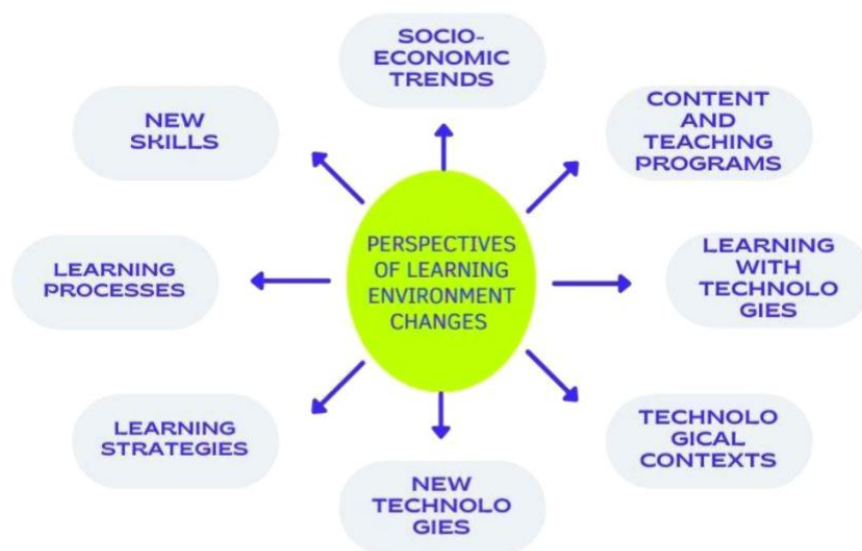 SOCIO-
ECONOMIC
TRENDS
CONTENT
AND
TEACHING
PROGRAMS
NEW
SKILLS
PERSPECTIVES
OF LEARNING
ENVIRONMENT
CHANGES
LEARNING
WITH
TECHNOLO
GIES
LEARNING
PROCESSES
TECHNOLO
GICAL
CONTEXTS
LEARNING
STRATEGIES
NEW
TECHNOLO
GIES